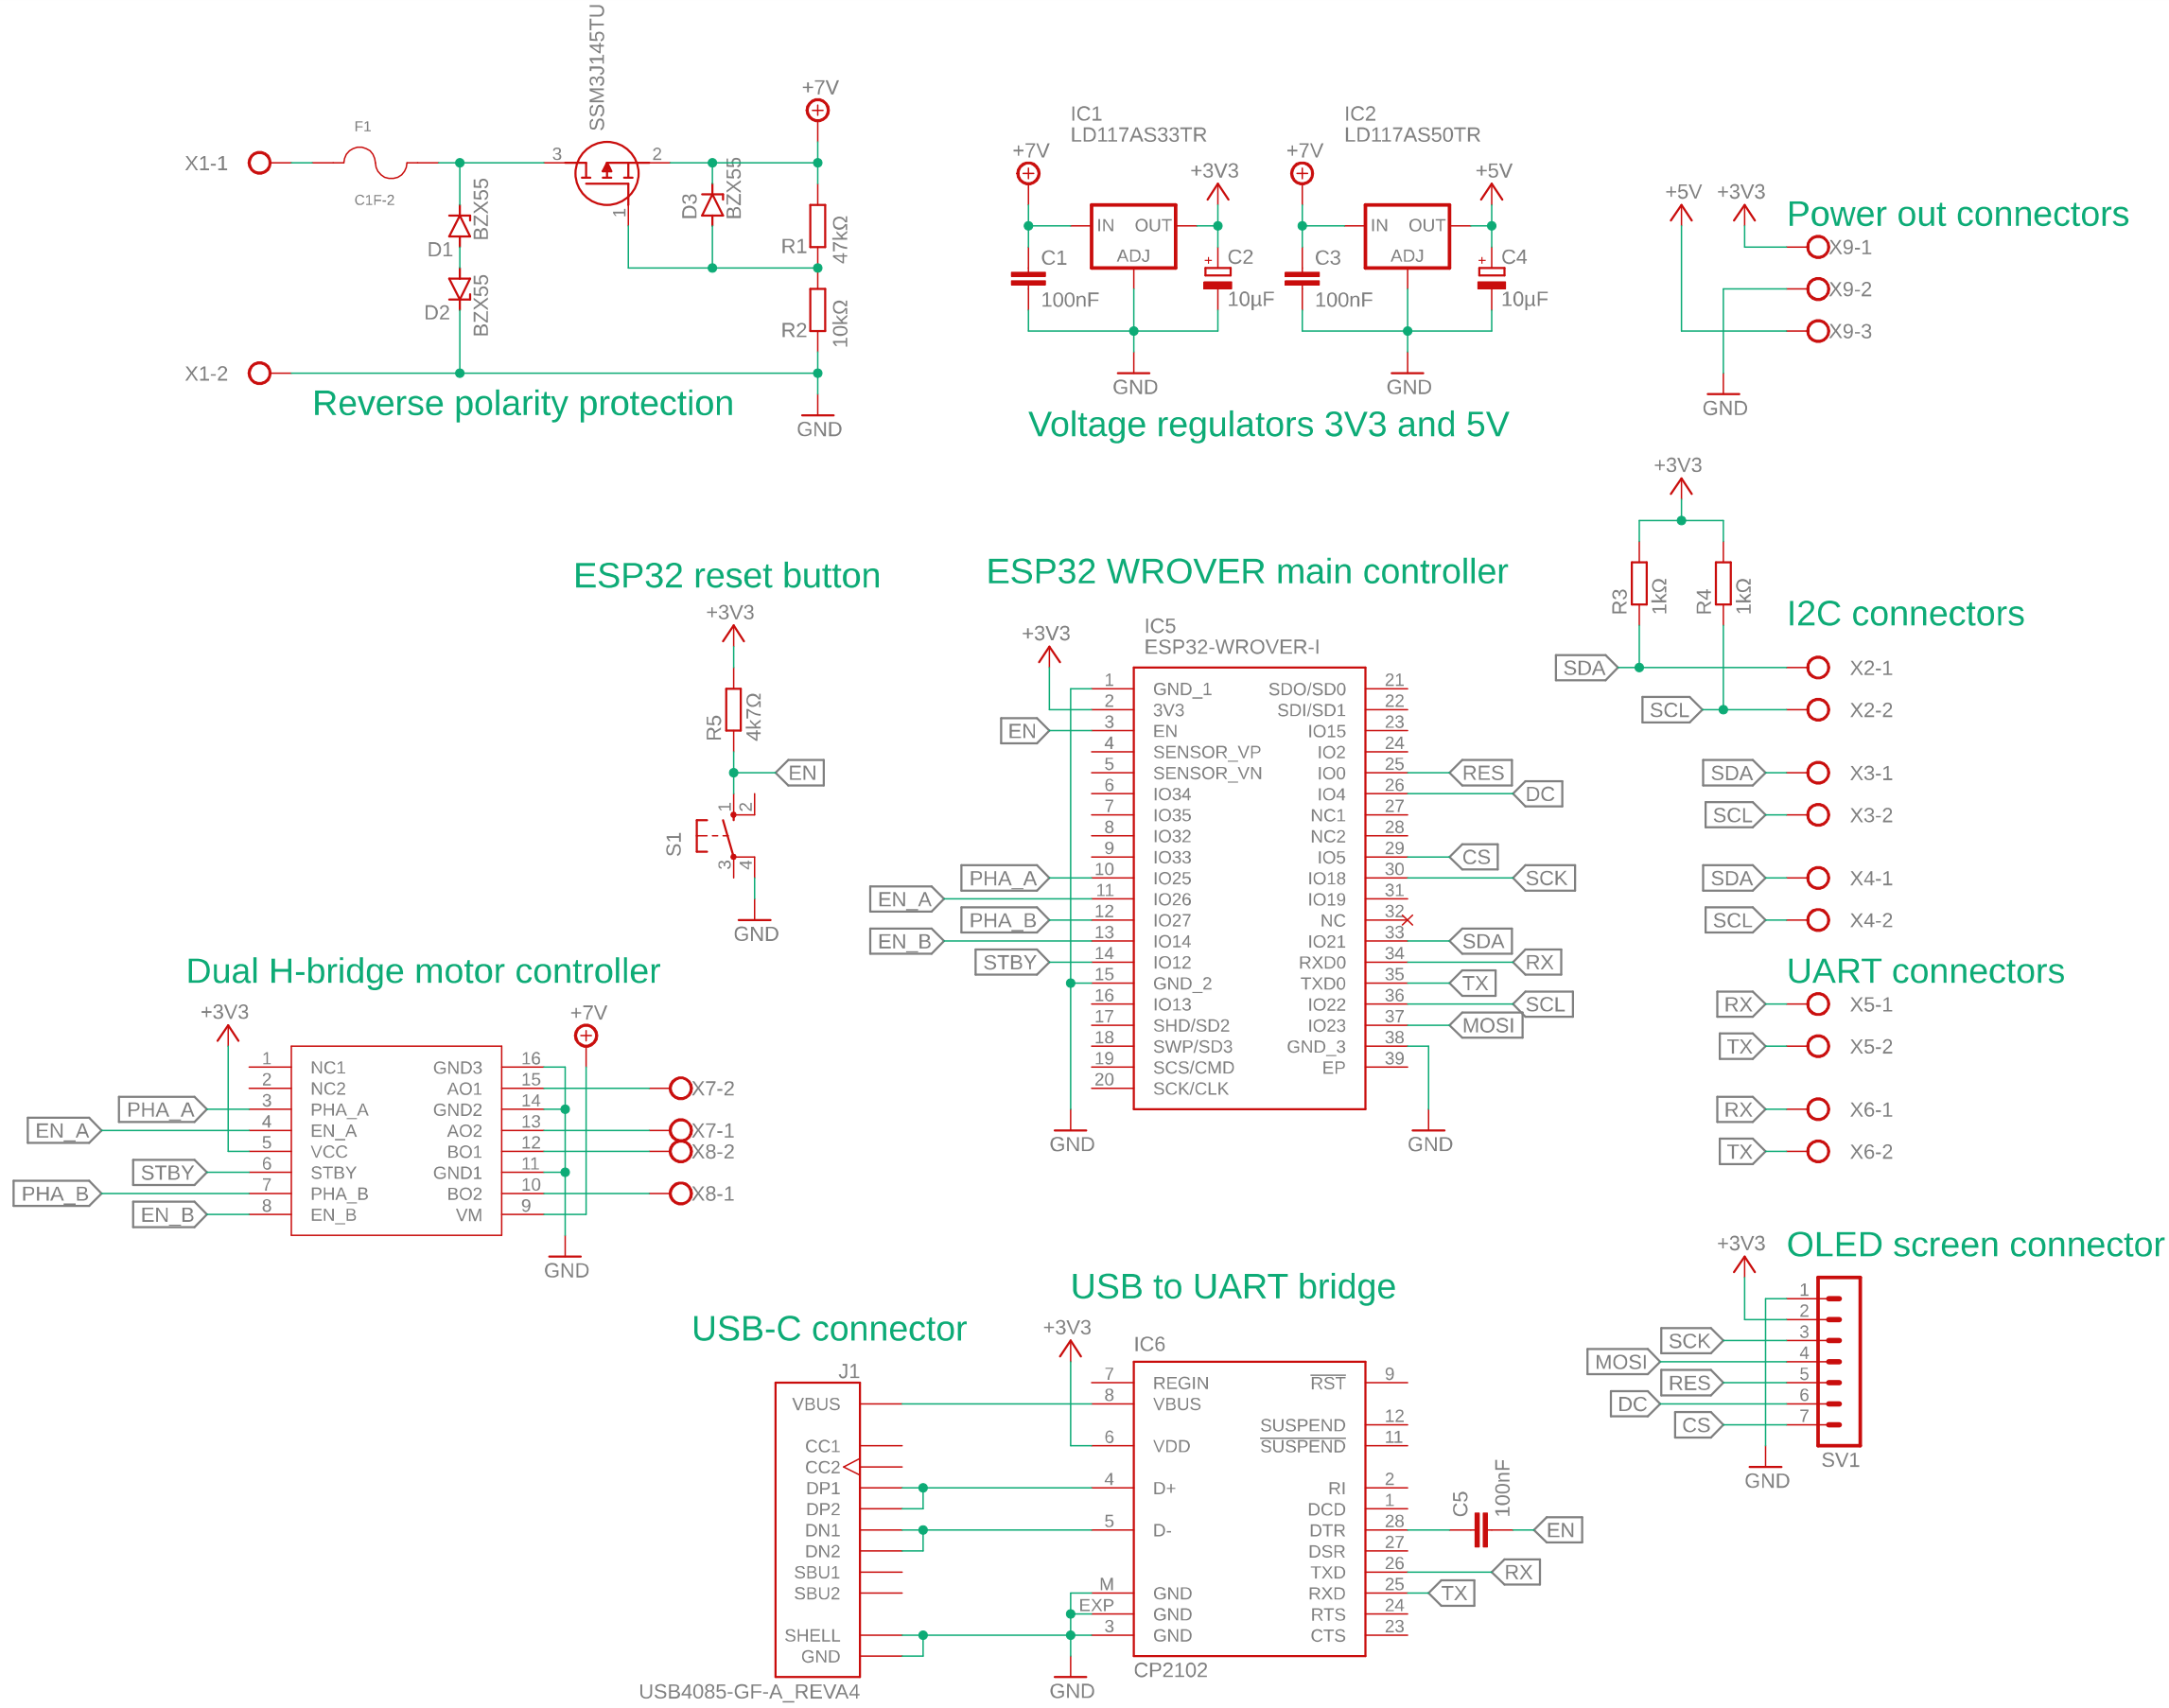 SSM3J145TU
+7V
F1
X1-1
3
2
C1F-2
1
D1
BZX55
D3
BZX55
R1
47kΩ
D2
BZX55
R2
10kΩ
X1-2
Reverse polarity protection
GND
IC1
LD117AS33TR
+7V
+3V3
IN
OUT
ADJ
C1
100nF
C2
+
10µF
GND
IC2
LD117AS50TR
+7V
+5V
IN
OUT
ADJ
C3
100nF
C4
+
10µF
GND
Voltage regulators 3V3 and 5V
+5V
+3V3
Power out connectors
X9-1
X9-2
X9-3
GND
ESP32 reset button
+3V3
R5
4k7Ω
EN
1
2
S1
3
4
GND
ESP32 WROVER main controller
+3V3
IC5
ESP32-WROVER-I
1 GND_1
2 3V3
EN 3 EN
4 SENSOR_VP
5 SENSOR_VN
6 IO34
7 IO35
8 IO32
9 IO33
PHA_A 10 IO25
EN_A 11 IO26
PHA_B 12 IO27
EN_B 13 IO14
STBY 14 IO12
15 GND_2
16 IO13
17 SHD/SD2
18 SWP/SD3
19 SCS/CMD
20 SCK/CLK
GND
SDO/SD0 21
SDI/SD1 22
IO15 23
IO2 24
IO0 25 RES
IO4 26 DC
NC1 27
NC2 28
IO5 29 CS
IO18 30 SCK
IO19 31
NC 32
IO21 33 SDA
RXD0 34 RX
TXD0 35 TX
IO22 36 SCL
IO23 37 MOSI
GND_3 38
EP 39
GND
+3V3
R3
1kΩ
R4
1kΩ
I2C connectors
SDA X2-1
SCL X2-2
SDA X3-1
SCL X3-2
SDA X4-1
SCL X4-2
UART connectors
RX X5-1
TX X5-2
RX X6-1
TX X6-2
Dual H-bridge motor controller
+3V3
+7V
1 NC1
2 NC2
PHA_A 3 PHA_A
EN_A 4 EN_A
5 VCC
STBY 6 STBY
PHA_B 7 PHA_B
EN_B 8 EN_B
GND3 16
AO1 15 X7-2
GND2 14
AO2 13 X7-1
BO1 12 X8-2
GND1 11
BO2 10 X8-1
VM 9
GND
USB-C connector
J1
VBUS
CC1
CC2
DP1
DP2
DN1
DN2
SBU1
SBU2
SHELL
GND
USB4085-GF-A_REVA4
USB to UART bridge
+3V3
IC6
7 REGIN
8 VBUS
6 VDD
4 D+
5 D-
M GND
EXP GND
3 GND
GND
RST 9
SUSPEND 12
SUSPEND 11
RI 2
DCD 1
DTR 28
C5
100nF
EN
DSR 27
TXD 26 RX
RXD 25 TX
RTS 24
CTS 23
CP2102
OLED screen connector
+3V3
1
2
SCK 3
MOSI 4
RES 5
DC 6
CS 7
GND
SV1